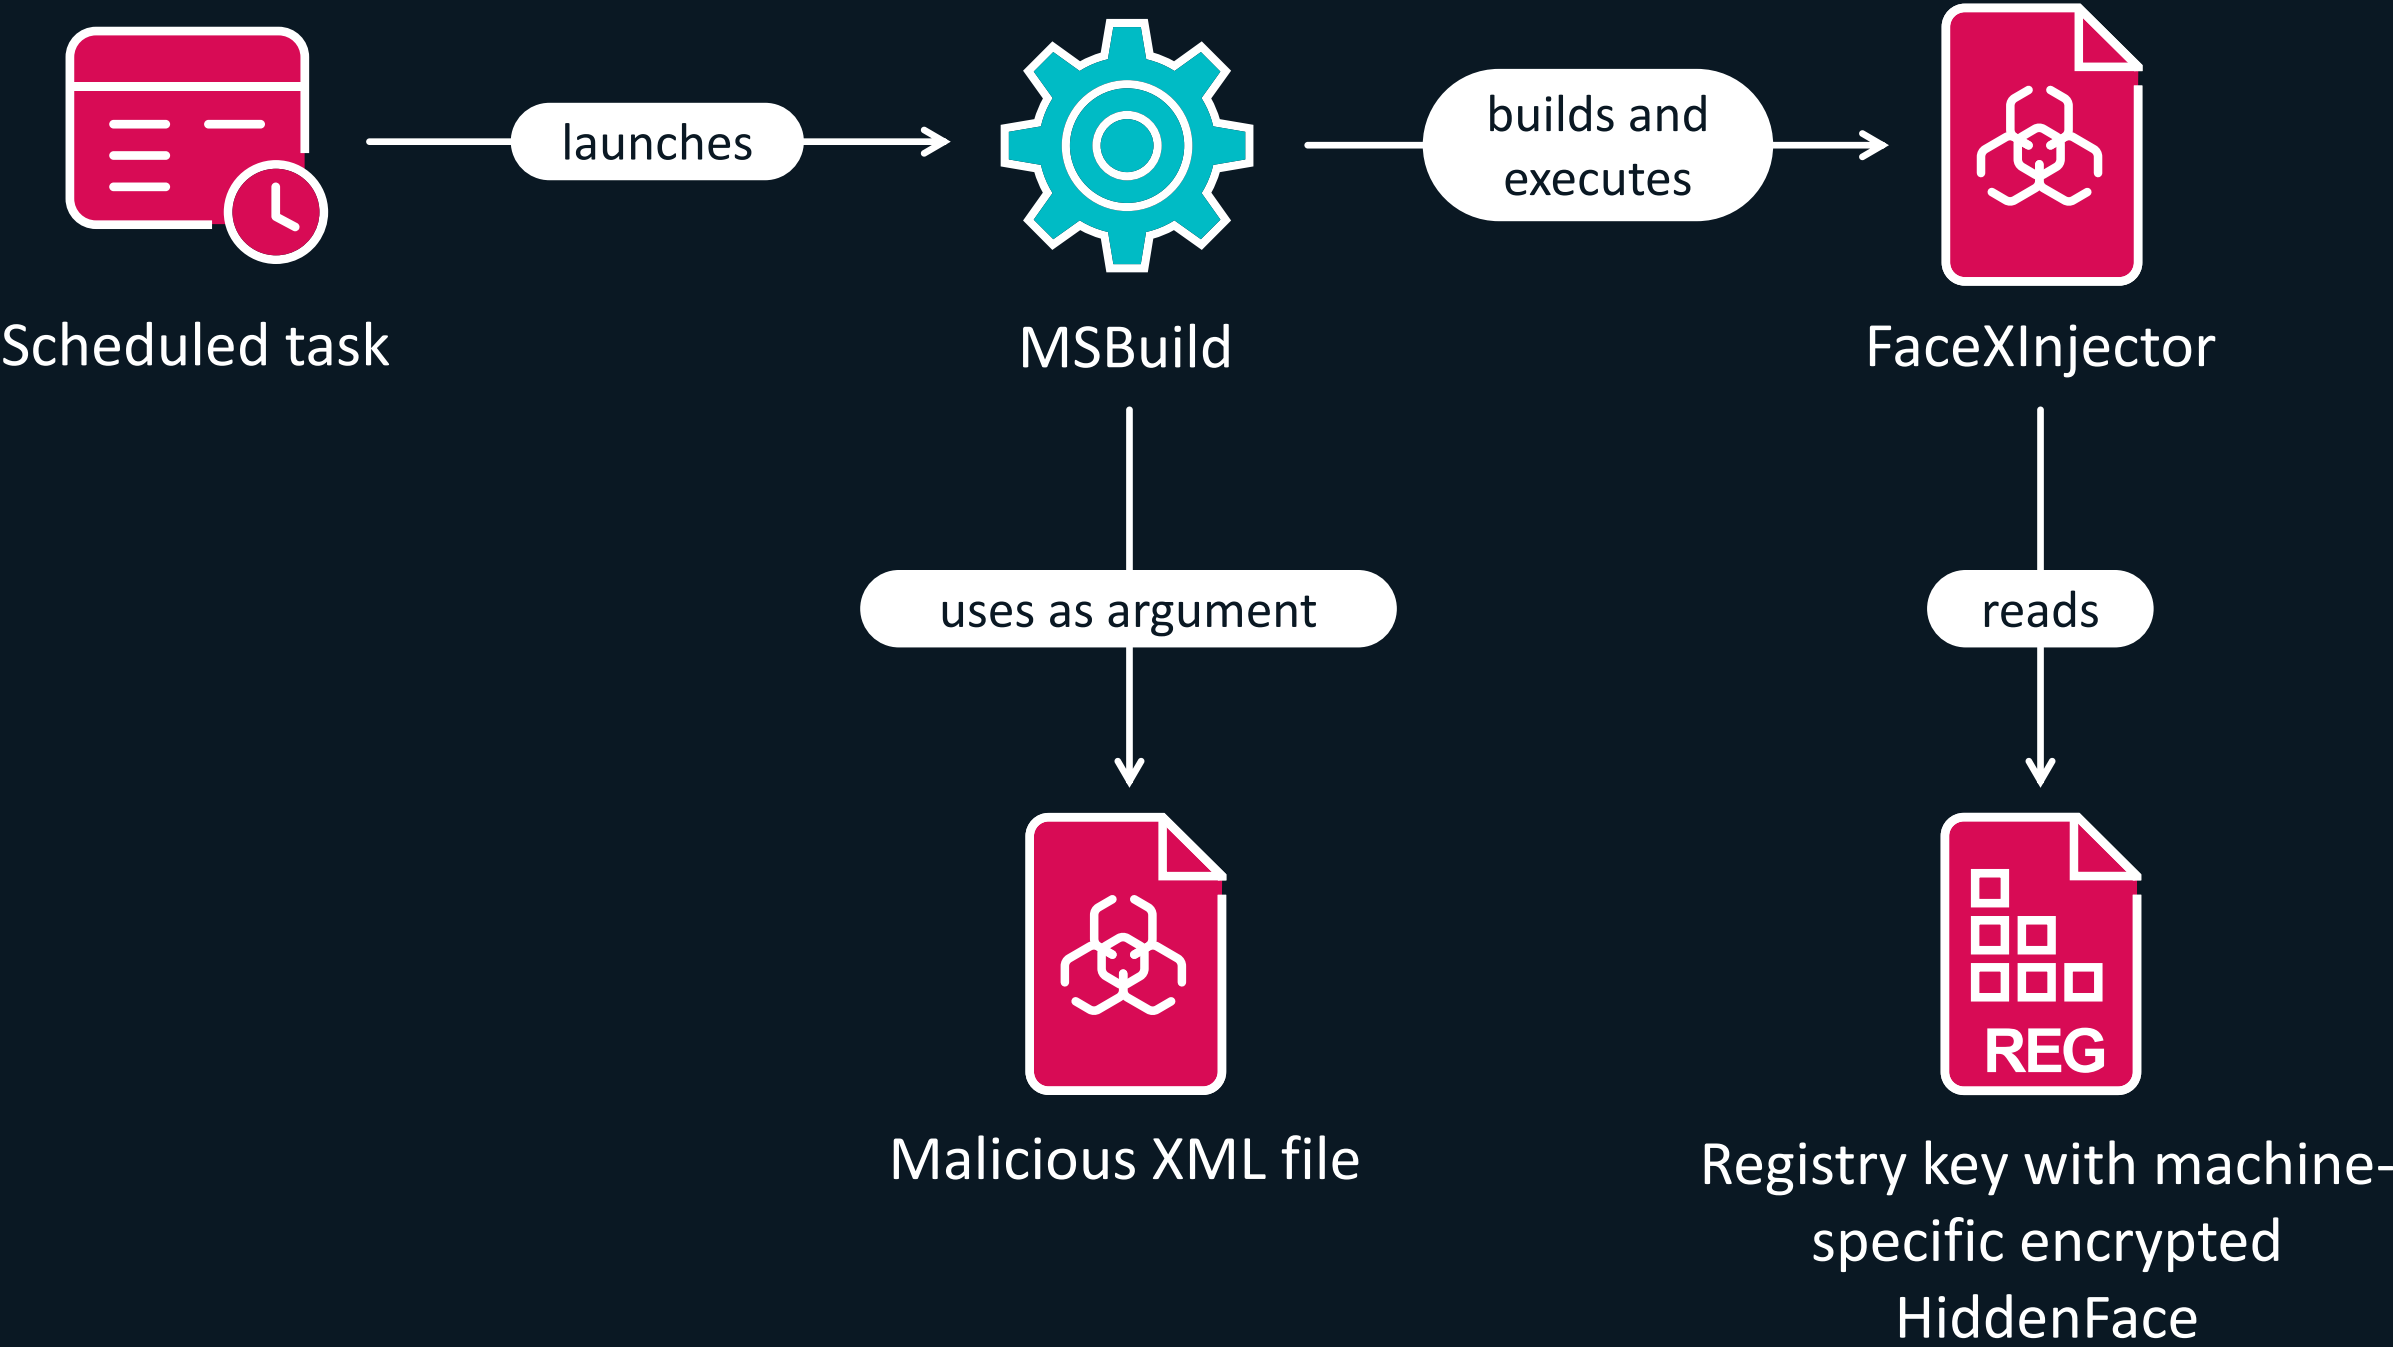 launches
builds and
executes
Scheduled task
MSBuild
FaceXInjector
uses as argument
reads
REG
Malicious XML file
Registry key with machine-
specific encrypted
HiddenFace